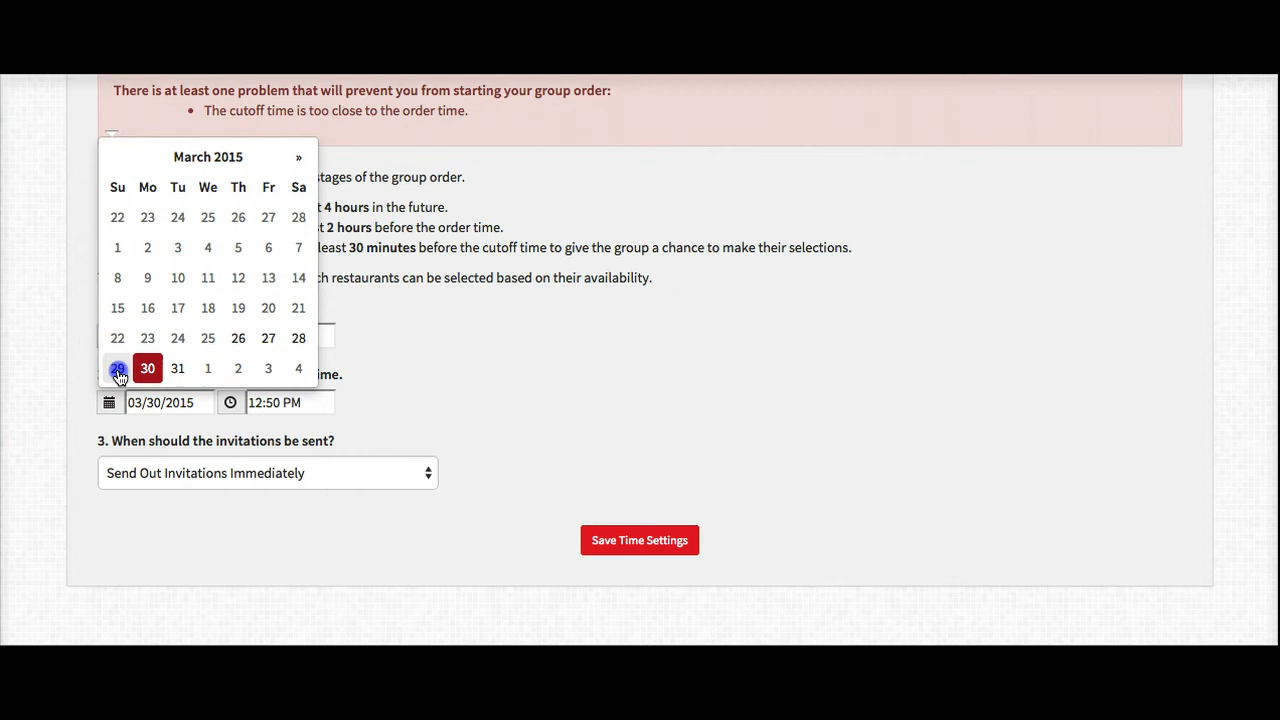 There is at least one problem that will prevent you from starting your group order:
• The cutoff time is too close to the order time.
March 2015 »
Su Mo Tu We Th Fr Sa
22 23 24 25 26 27 28
1 2 3 4 5 6 7
8 9 10 11 12 13 14
15 16 17 18 19 20 21
22 23 24 25 26 27 28
29 30 31 1 2 3 4
stages of the group order.
4 hours in the future.
2 hours before the order time.
least 30 minutes before the cutoff time to give the group a chance to make their selections.
restaurants can be selected based on their availability.
03/30/2015 12:50 PM
3. When should the invitations be sent?
Send Out Invitations Immediately
Save Time Settings